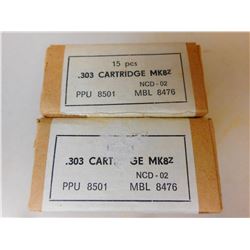 15 pcs
.303 CARTRIDGE MK8Z
NCD-02
PPU 8501 MBL 8476
.303 CARTRIDGE MK8Z
NCD-02
PPU 8501 MBL 8476